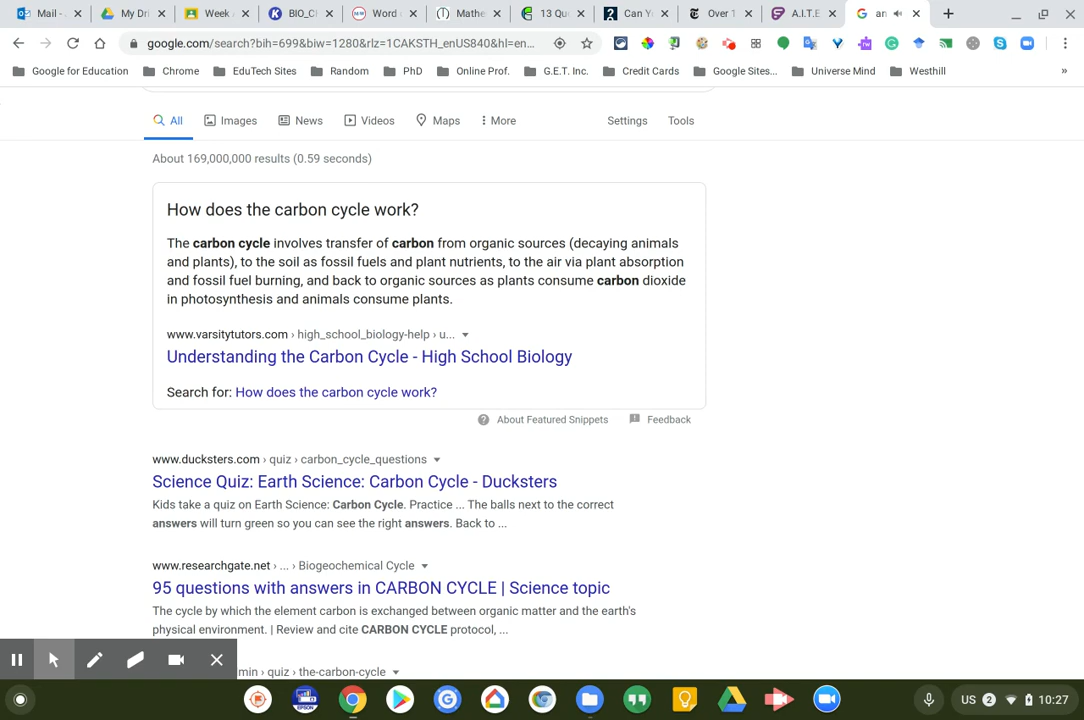 Mail - My Dri Week BIO_C Word Mathe 13 Qu Can Y Over 1 A.I.T.E an
google.com/search?bih=699&biw=1280&rlz=1CAKSTH_enUS840&hl=en...
Google for Education Chrome EduTech Sites Random PhD Online Prof. G.E.T. Inc. Credit Cards Google Sites... Universe Mind Westhill »
All Images News Videos Maps More Settings Tools
About 169,000,000 results (0.59 seconds)
How does the carbon cycle work?
The carbon cycle involves transfer of carbon from organic sources (decaying animals
and plants), to the soil as fossil fuels and plant nutrients, to the air via plant absorption
and fossil fuel burning, and back to organic sources as plants consume carbon dioxide
in photosynthesis and animals consume plants.
www.varsitytutors.com › high_school_biology-help › u...
Understanding the Carbon Cycle - High School Biology
Search for: How does the carbon cycle work?
About Featured Snippets Feedback
www.ducksters.com › quiz › carbon_cycle_questions
Science Quiz: Earth Science: Carbon Cycle - Ducksters
Kids take a quiz on Earth Science: Carbon Cycle. Practice ... The balls next to the correct
answers will turn green so you can see the right answers. Back to ...
www.researchgate.net › ... › Biogeochemical Cycle
95 questions with answers in CARBON CYCLE | Science topic
The cycle by which the element carbon is exchanged between organic matter and the earth's
physical environment. | Review and cite CARBON CYCLE protocol, ...
min › quiz › the-carbon-cycle
US 2 10:27